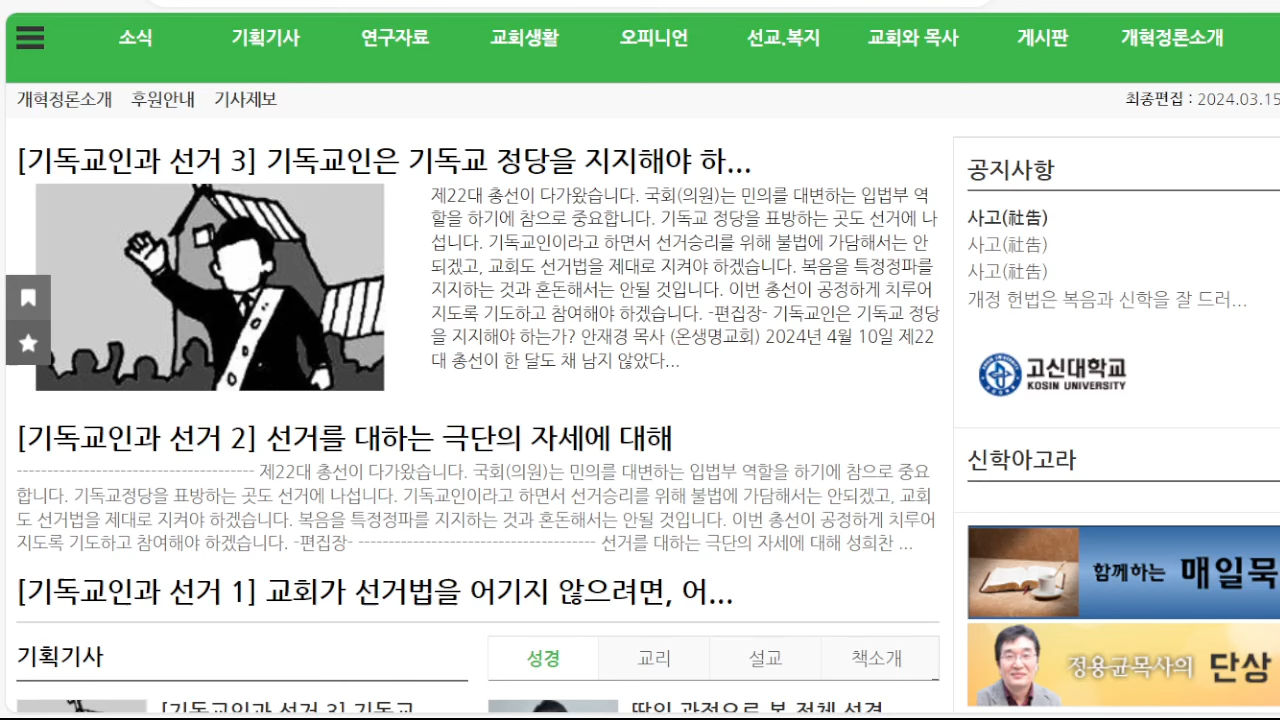 소식 기획기사 연구자료 교회생활 오피니언 선교.복지 교회와 목사 게시판 개혁정론소개
개혁정론소개 후원안내 기사제보
최종편집 : 2024.03.15
[기독교인과 선거 3] 기독교인은 기독교 정당을 지지해야 하...
제22대 총선이 다가왔습니다. 국회(의원)는 민의를 대변하는 입법부 역
할을 하기에 참으로 중요합니다. 기독교 정당을 표방하는 곳도 선거에 나
섭니다. 기독교인이라고 하면서 선거승리를 위해 불법에 가담해서는 안
되겠고, 교회도 선거법을 제대로 지켜야 하겠습니다. 복음을 특정정파를
지지하는 것과 혼돈해서는 안될 것입니다. 이번 총선이 공정하게 치루어
지도록 기도하고 참여해야 하겠습니다. -편집장- 기독교인은 기독교 정당
을 지지해야 하는가? 안재경 목사 (온생명교회) 2024년 4월 10일 제22
대 총선이 한 달도 채 남지 않았다...
[기독교인과 선거 2] 선거를 대하는 극단의 자세에 대해
--------------------------------------- 제22대 총선이 다가왔습니다. 국회(의원)는 민의를 대변하는 입법부 역할을 하기에 참으로 중요
합니다. 기독교정당을 표방하는 곳도 선거에 나섭니다. 기독교인이라고 하면서 선거승리를 위해 불법에 가담해서는 안되겠고, 교회
도 선거법을 제대로 지켜야 하겠습니다. 복음을 특정정파를 지지하는 것과 혼돈해서는 안될 것입니다. 이번 총선이 공정하게 치루어
지도록 기도하고 참여해야 하겠습니다. -편집장- --------------------------------------- 선거를 대하는 극단의 자세에 대해 성희찬 ...
[기독교인과 선거 1] 교회가 선거법을 어기지 않으려면, 어...
기획기사
성경 교리 설교 책소개
[기독교인과 선거 3] 기독교
땅의 관점으로 본 전체 성경
공지사항
사고(社告)
사고(社告)
사고(社告)
개정 헌법은 복음과 신학을 잘 드러...
고신대학교
KOSIN UNIVERSITY
신학아고라
함께하는 매일묵
정용균목사의 단상